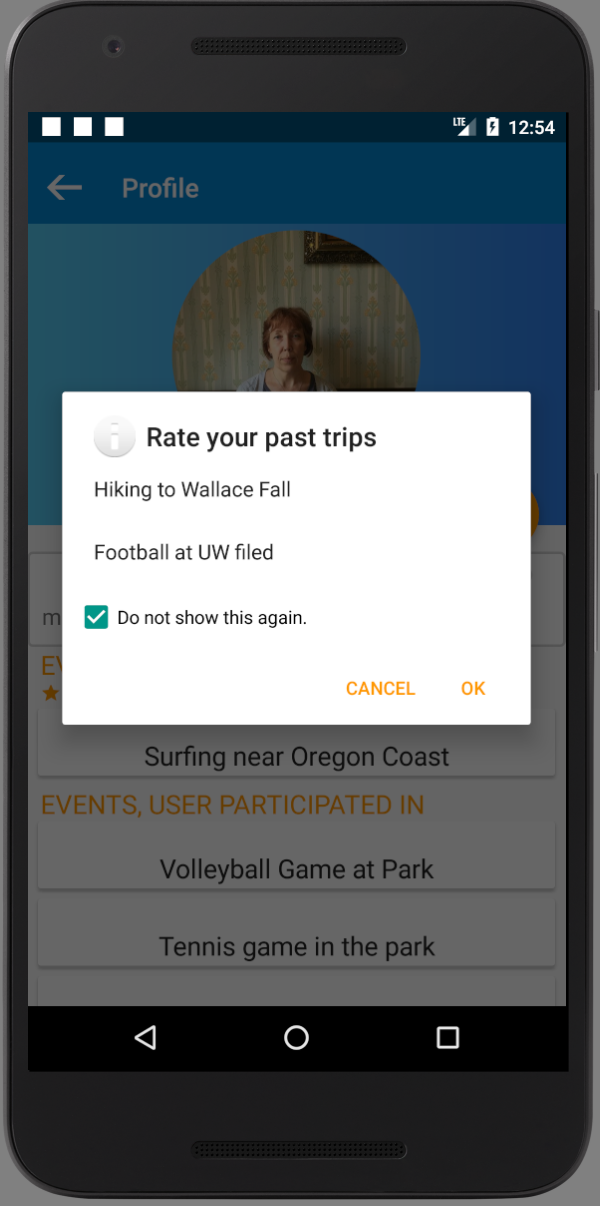 LTE 12:54
Profile
Rate your past trips
Hiking to Wallace Fall
Football at UW filed
Do not show this again.
CANCEL OK
Surfing near Oregon Coast
EVENTS, USER PARTICIPATED IN
Volleyball Game at Park
Tennis game in the park